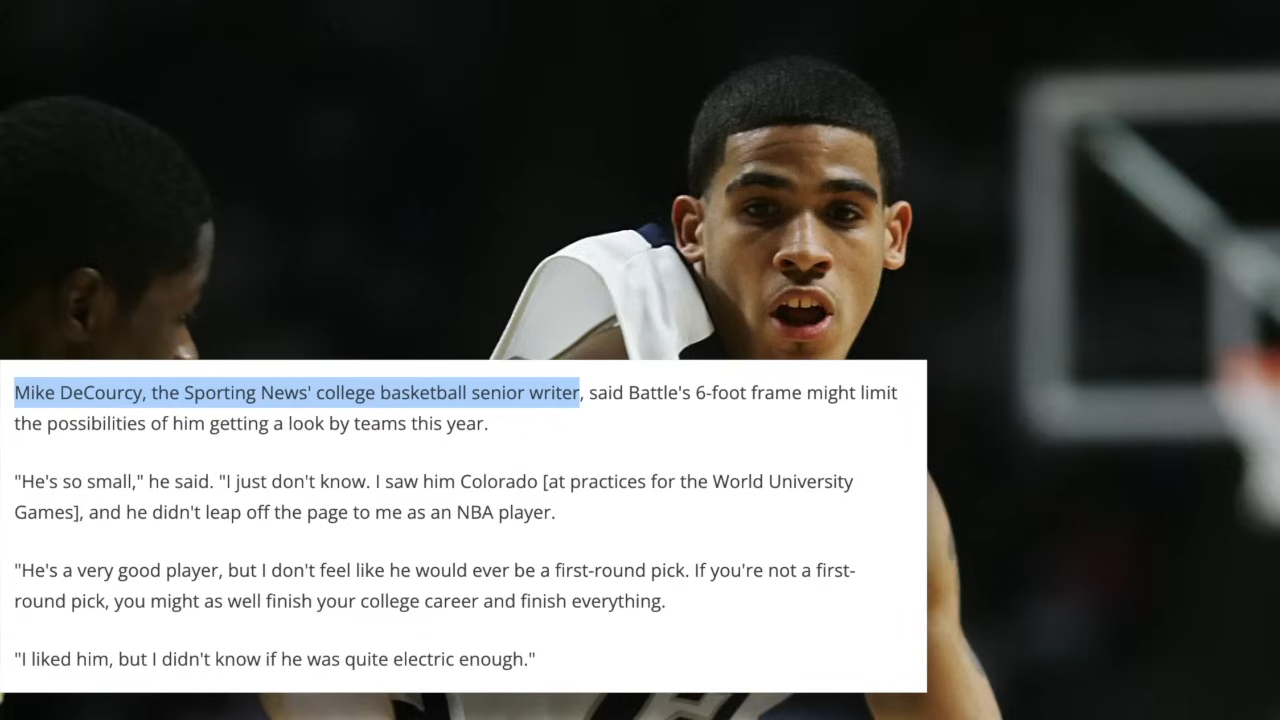 Mike DeCourcy, the Sporting News' college basketball senior writer, said Battle's 6-foot frame might limit
the possibilities of him getting a look by teams this year.
"He's so small," he said. "I just don't know. I saw him Colorado [at practices for the World University
Games], and he didn't leap off the page to me as an NBA player.
"He's a very good player, but I don't feel like he would ever be a first-round pick. If you're not a first-
round pick, you might as well finish your college career and finish everything.
"I liked him, but I didn't know if he was quite electric enough."